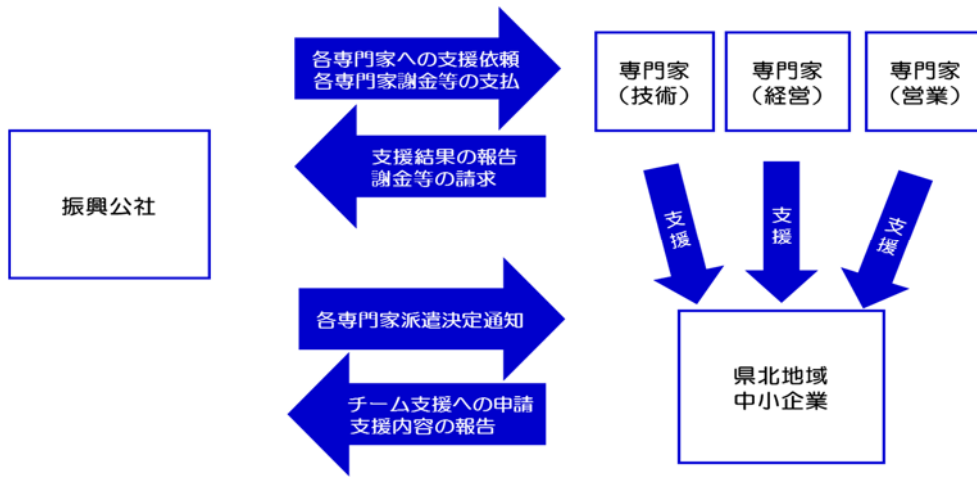 各専門家への支援依頼
各専門家謝金等の支払
専門家
（技術）
専門家
（経営）
専門家
（営業）
支援結果の報告
謝金等の請求
振興公社
支援
支援
支援
各専門家派遣決定通知
県北地域
中小企業
チーム支援への申請
支援内容の報告